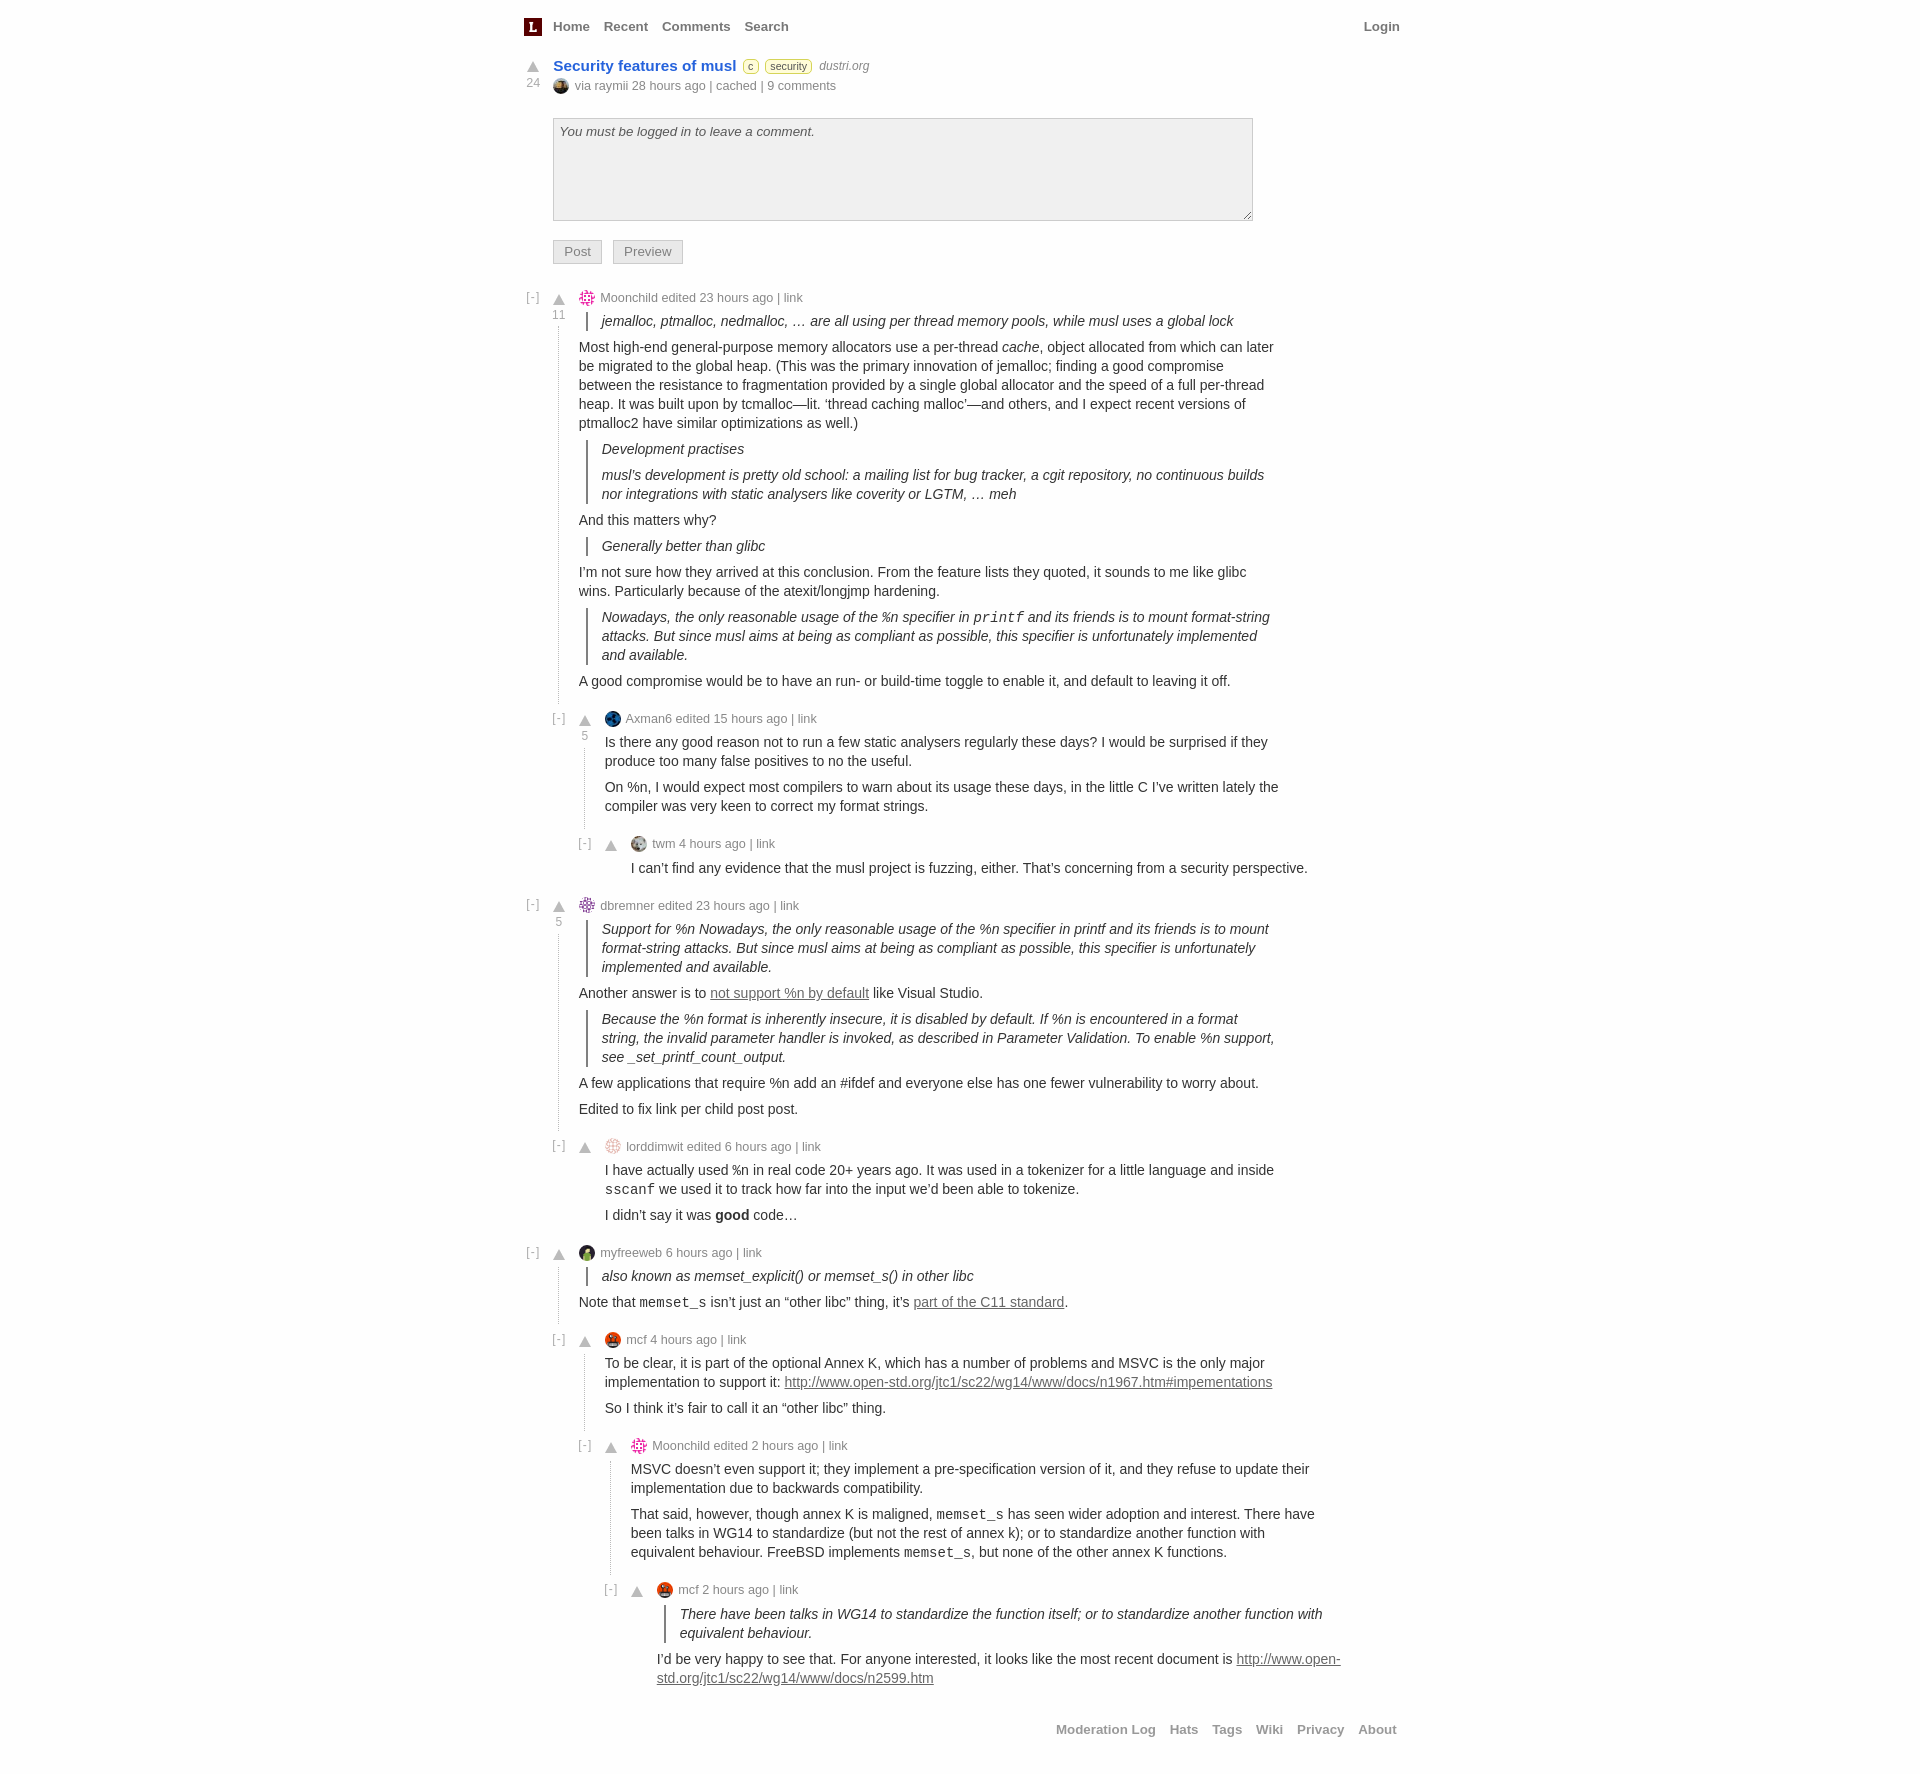 L Home Recent Comments Search Login
Security features of musl c security dustri.org
24
via raymii 28 hours ago | cached | 9 comments
You must be logged in to leave a comment.
Post Preview
[-] Moonchild edited 23 hours ago | link
11
jemalloc, ptmalloc, nedmalloc, … are all using per thread memory pools, while musl uses a global lock
Most high-end general-purpose memory allocators use a per-thread cache, object allocated from which can later
be migrated to the global heap. (This was the primary innovation of jemalloc; finding a good compromise
between the resistance to fragmentation provided by a single global allocator and the speed of a full per-thread
heap. It was built upon by tcmalloc—lit. ‘thread caching malloc’—and others, and I expect recent versions of
ptmalloc2 have similar optimizations as well.)
Development practises
musl’s development is pretty old school: a mailing list for bug tracker, a cgit repository, no continuous builds
nor integrations with static analysers like coverity or LGTM, … meh
And this matters why?
Generally better than glibc
I’m not sure how they arrived at this conclusion. From the feature lists they quoted, it sounds to me like glibc
wins. Particularly because of the atexit/longjmp hardening.
Nowadays, the only reasonable usage of the %n specifier in printf and its friends is to mount format-string
attacks. But since musl aims at being as compliant as possible, this specifier is unfortunately implemented
and available.
A good compromise would be to have an run- or build-time toggle to enable it, and default to leaving it off.
[-] Axman6 edited 15 hours ago | link
5
Is there any good reason not to run a few static analysers regularly these days? I would be surprised if they
produce too many false positives to no the useful.
On %n, I would expect most compilers to warn about its usage these days, in the little C I’ve written lately the
compiler was very keen to correct my format strings.
[-] twm 4 hours ago | link
I can’t find any evidence that the musl project is fuzzing, either. That’s concerning from a security perspective.
[-] dbremner edited 23 hours ago | link
5
Support for %n Nowadays, the only reasonable usage of the %n specifier in printf and its friends is to mount
format-string attacks. But since musl aims at being as compliant as possible, this specifier is unfortunately
implemented and available.
Another answer is to not support %n by default like Visual Studio.
Because the %n format is inherently insecure, it is disabled by default. If %n is encountered in a format
string, the invalid parameter handler is invoked, as described in Parameter Validation. To enable %n support,
see _set_printf_count_output.
A few applications that require %n add an #ifdef and everyone else has one fewer vulnerability to worry about.
Edited to fix link per child post post.
[-] lorddimwit edited 6 hours ago | link
I have actually used %n in real code 20+ years ago. It was used in a tokenizer for a little language and inside
sscanf we used it to track how far into the input we’d been able to tokenize.
I didn’t say it was good code…
[-] myfreeweb 6 hours ago | link
also known as memset_explicit() or memset_s() in other libc
Note that memset_s isn’t just an “other libc” thing, it’s part of the C11 standard.
[-] mcf 4 hours ago | link
To be clear, it is part of the optional Annex K, which has a number of problems and MSVC is the only major
implementation to support it: http://www.open-std.org/jtc1/sc22/wg14/www/docs/n1967.htm#impementations
So I think it’s fair to call it an “other libc” thing.
[-] Moonchild edited 2 hours ago | link
MSVC doesn’t even support it; they implement a pre-specification version of it, and they refuse to update their
implementation due to backwards compatibility.
That said, however, though annex K is maligned, memset_s has seen wider adoption and interest. There have
been talks in WG14 to standardize (but not the rest of annex k); or to standardize another function with
equivalent behaviour. FreeBSD implements memset_s, but none of the other annex K functions.
[-] mcf 2 hours ago | link
There have been talks in WG14 to standardize the function itself; or to standardize another function with
equivalent behaviour.
I’d be very happy to see that. For anyone interested, it looks like the most recent document is http://www.open-
std.org/jtc1/sc22/wg14/www/docs/n2599.htm
Moderation Log Hats Tags Wiki Privacy About